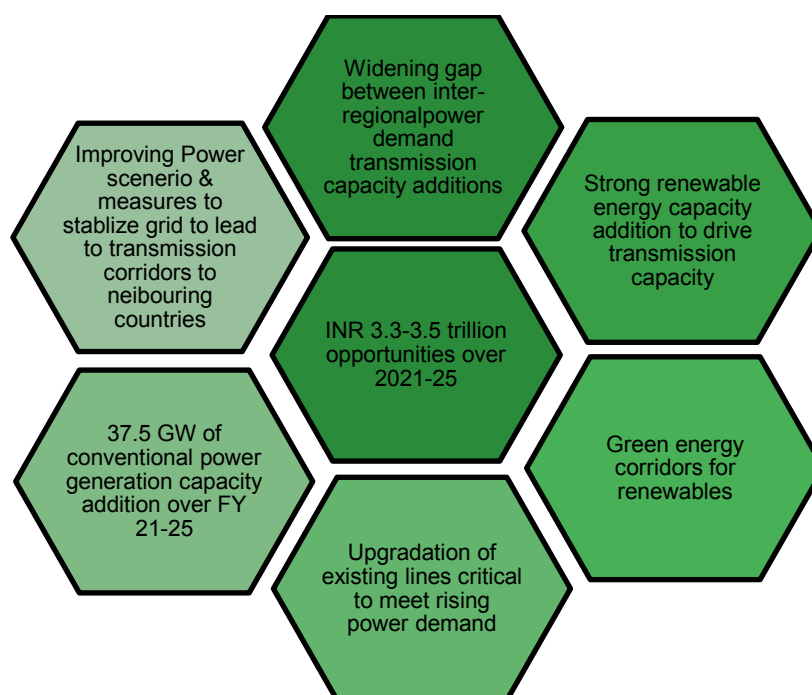 Widening gap
between inter-
regionalpower
demand
transmission
capacity additions
Improving Power
scenerio &
measures to
stablize grid to lead
to transmission
corridors to
neibouring
countries
Strong renewable
energy capacity
addition to drive
transmission
capacity
INR 3.3-3.5 trillion
opportunities over
2021-25
37.5 GW of
conventional power
generation capacity
addition over FY
21-25
Green energy
corridors for
renewables
Upgradation of
existing lines critical
to meet rising
power demand